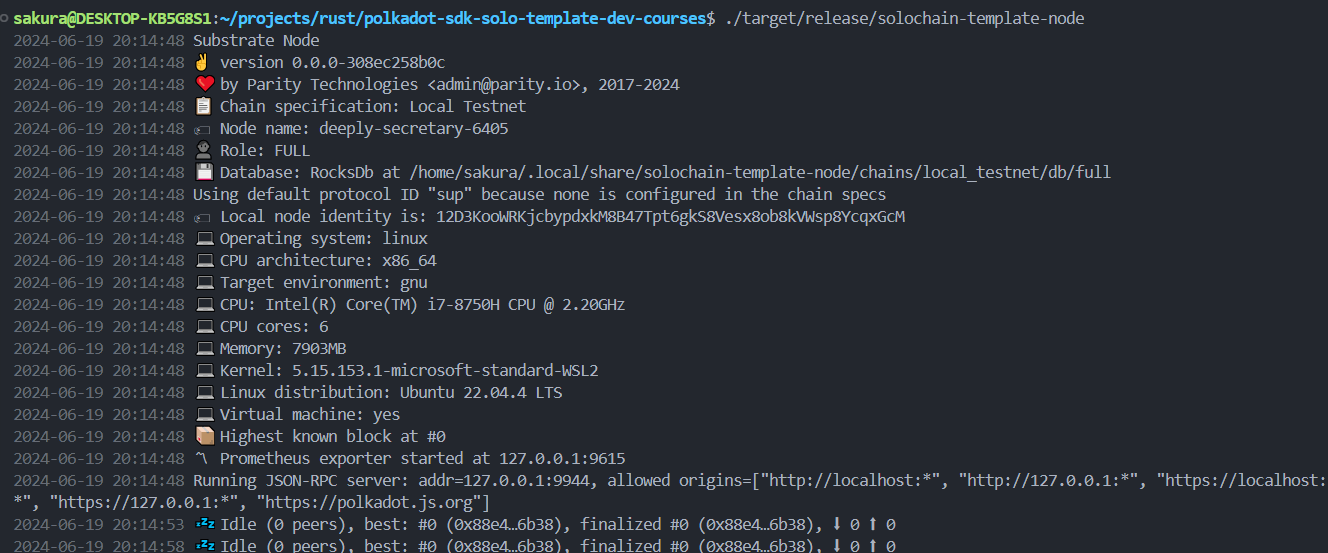 sakura@DESKTOP-KB5G8S1:~/projects/rust/polkadot-sdk-solo-template-dev-courses$ ./target/release/solochain-template-node
2024-06-19 20:14:48 Substrate Node
2024-06-19 20:14:48 ✌️ version 0.0.0-308ec258b0c
2024-06-19 20:14:48 ❤️ by Parity Technologies <admin@parity.io>, 2017-2024
2024-06-19 20:14:48 📋 Chain specification: Local Testnet
2024-06-19 20:14:48 🏷 Node name: deeply-secretary-6405
2024-06-19 20:14:48 👤 Role: FULL
2024-06-19 20:14:48 💾 Database: RocksDb at /home/sakura/.local/share/solochain-template-node/chains/local_testnet/db/full
2024-06-19 20:14:48 Using default protocol ID "sup" because none is configured in the chain specs
2024-06-19 20:14:48 🏷 Local node identity is: 12D3KooWRKjcbypdxkM8B47Tpt6gkS8Vesx8ob8kVWsp8YcqxGcM
2024-06-19 20:14:48 💻 Operating system: linux
2024-06-19 20:14:48 💻 CPU architecture: x86_64
2024-06-19 20:14:48 💻 Target environment: gnu
2024-06-19 20:14:48 💻 CPU: Intel(R) Core(TM) i7-8750H CPU @ 2.20GHz
2024-06-19 20:14:48 💻 CPU cores: 6
2024-06-19 20:14:48 💻 Memory: 7903MB
2024-06-19 20:14:48 💻 Kernel: 5.15.153.1-microsoft-standard-WSL2
2024-06-19 20:14:48 💻 Linux distribution: Ubuntu 22.04.4 LTS
2024-06-19 20:14:48 💻 Virtual machine: yes
2024-06-19 20:14:48 📦 Highest known block at #0
2024-06-19 20:14:48 〽️ Prometheus exporter started at 127.0.0.1:9615
2024-06-19 20:14:48 Running JSON-RPC server: addr=127.0.0.1:9944, allowed origins=["http://localhost:*", "http://127.0.0.1:*", "https://localhost:
*", "https://127.0.0.1:*", "https://polkadot.js.org"]
2024-06-19 20:14:53 💤 Idle (0 peers), best: #0 (0x88e4…6b38), finalized #0 (0x88e4…6b38), ⬇ 0 ⬆ 0
2024-06-19 20:14:58 💤 Idle (0 peers), best: #0 (0x88e4…6b38), finalized #0 (0x88e4…6b38), ⬇ 0 ⬆ 0